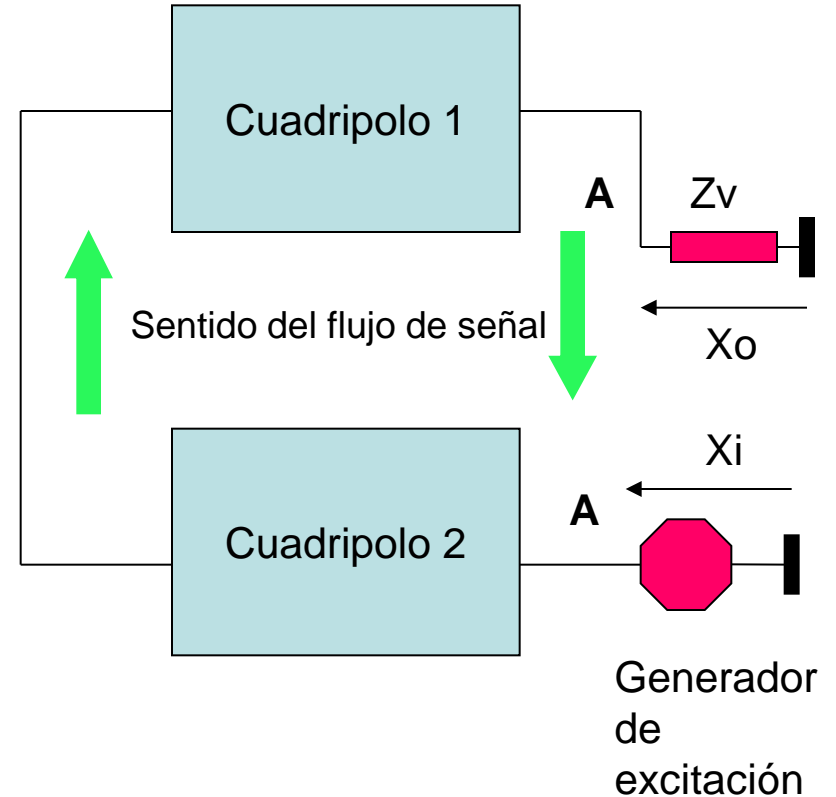 Cuadripolo 1
A
Zv
Sentido del flujo de señal
Xo
Xi
A
Cuadripolo 2
Generador
de
excitación